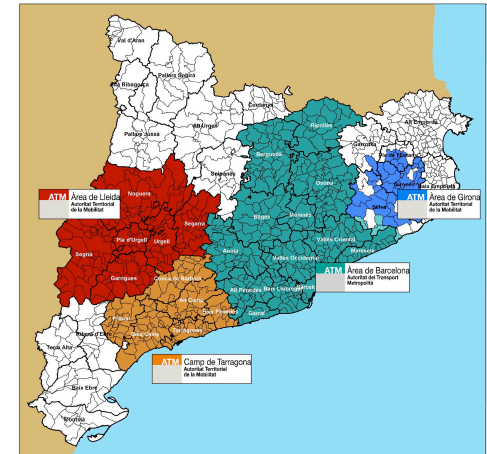 Val d'Aran
Pallars Sobirà
Alta Ribagorça
Cerdanya
Alt Urgell
Pallars Jussà
Ripollès
Alt Empordà
Garrotxa
Berguedà
Pla de l'Estany
Solsonès
Osona
Gironès
Baix Empordà
Noguera
ATM Àrea de Lleida
Autoritat Territorial
de la Mobilitat
ATM Àrea de Girona
Autoritat Territorial
de la Mobilitat
Selva
Bages
Moianès
Segarra
Pla d'Urgell
Urgell
Vallès Oriental
Anoia
Maresme
Segrià
Vallès Occidental
Garrigues
Conca de Barberà
ATM Àrea de Barcelona
Autoritat del Transport
Metropolità
Alt Penedès
Baix Llobregat
Alt Camp
Baix Penedès
Garraf
Priorat
Tarragonès
Ribera d'Ebre
Baix Camp
Terra Alta
ATM Camp de Tarragona
Autoritat Territorial
de la Mobilitat
Baix Ebre
Montsià